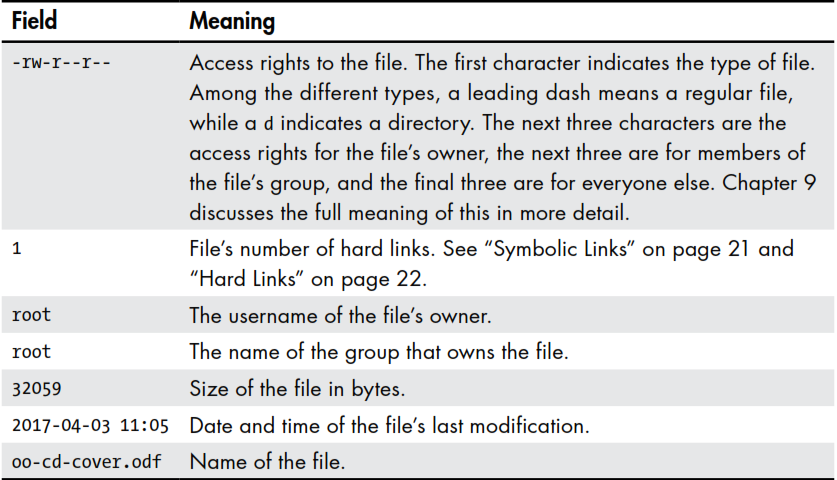 Field Meaning
-rw-r--r-- Access rights to the file. The first character indicates the type of file.
Among the different types, a leading dash means a regular file,
while a d indicates a directory. The next three characters are the
access rights for the file’s owner, the next three are for members of
the file’s group, and the final three are for everyone else. Chapter 9
discusses the full meaning of this in more detail.
1 File’s number of hard links. See “Symbolic Links” on page 21 and
“Hard Links” on page 22.
root The username of the file’s owner.
root The name of the group that owns the file.
32059 Size of the file in bytes.
2017-04-03 11:05 Date and time of the file’s last modification.
oo-cd-cover.odf Name of the file.